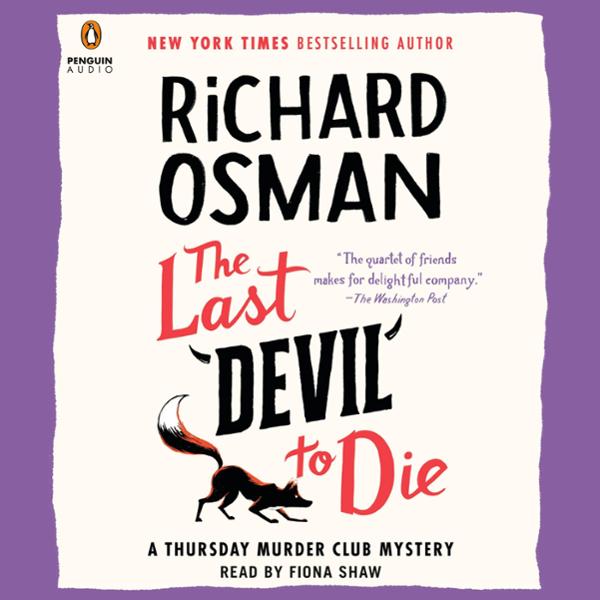 PENGUIN
AUDIO
NEW YORK TIMES BESTSELLING AUTHOR
RiCHARD
OSMAN
The
Last
"The quartet of friends
makes for delightful company."
—The Washington Post
DEVIL
to Die
A THURSDAY MURDER CLUB MYSTERY
READ BY FIONA SHAW